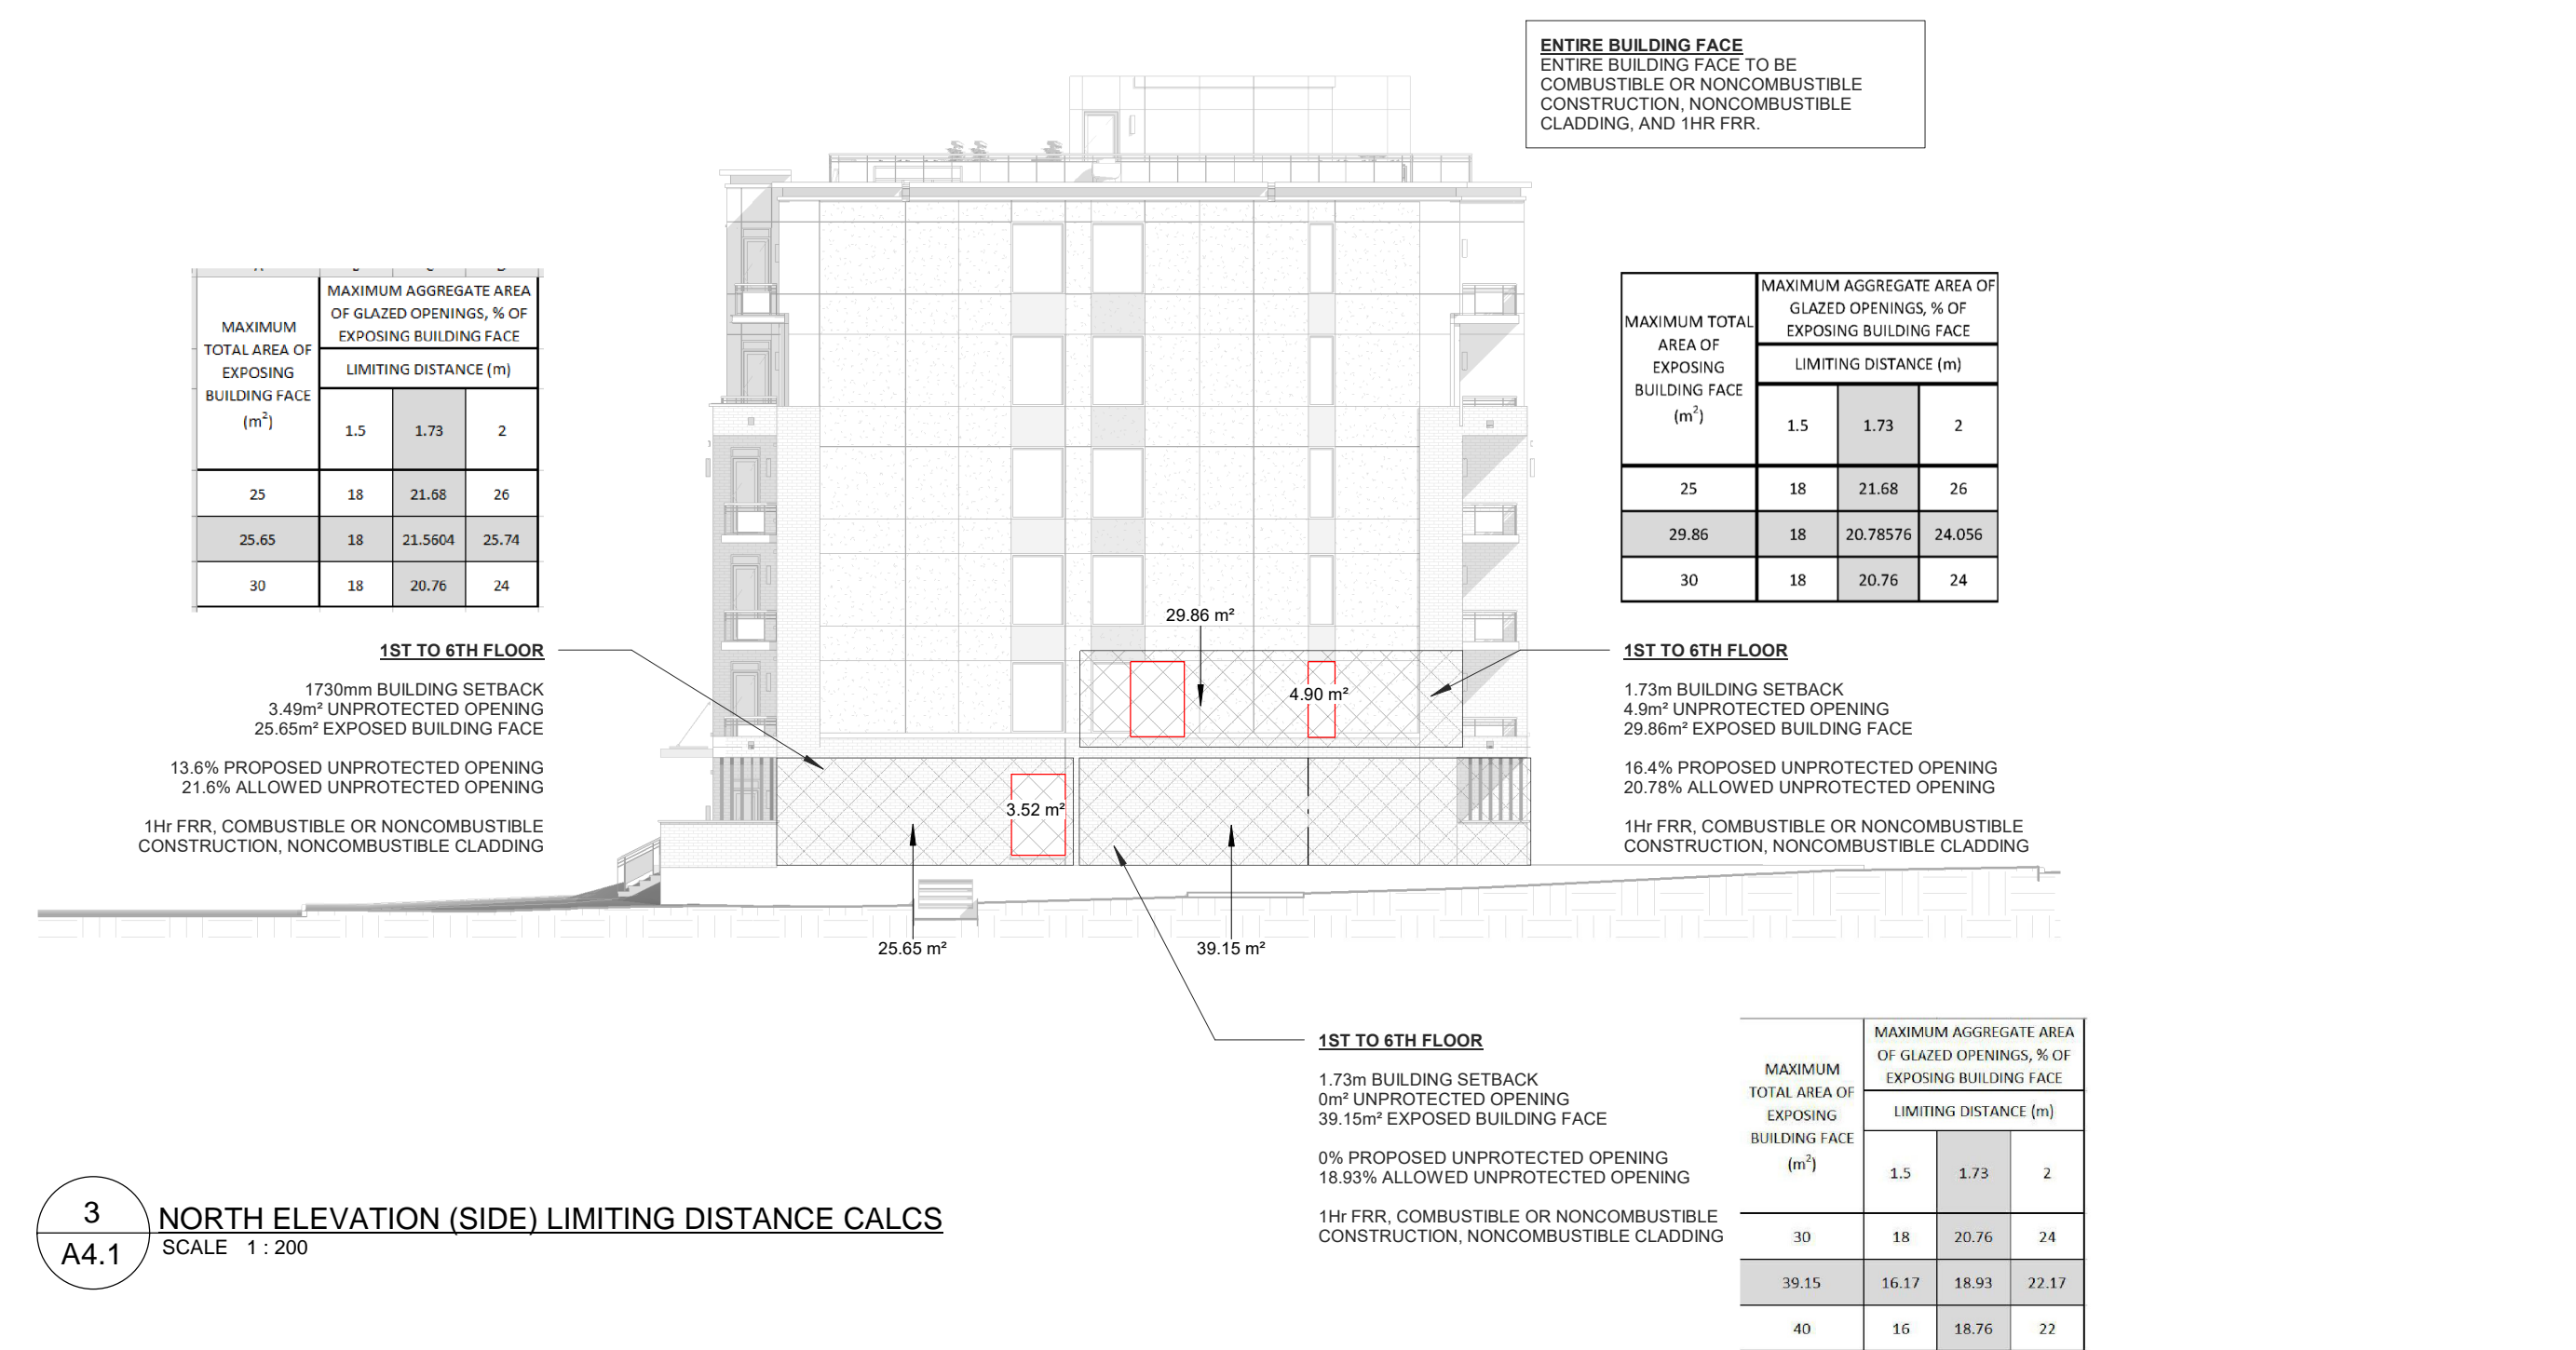 ENTIRE BUILDING FACE
ENTIRE BUILDING FACE TO BE
COMBUSTIBLE OR NONCOMBUSTIBLE
CONSTRUCTION, NONCOMBUSTIBLE
CLADDING, AND 1HR FRR.
MAXIMUM
TOTAL AREA OF
EXPOSING
BUILDING FACE
(m²)
MAXIMUM AGGREGATE AREA
OF GLAZED OPENINGS, % OF
EXPOSING BUILDING FACE
LIMITING DISTANCE (m)
1.5 1.73 2
25 18 21.68 26
25.65 18 21.5604 25.74
30 18 20.76 24
MAXIMUM TOTAL
AREA OF
EXPOSING
BUILDING FACE
(m²)
MAXIMUM AGGREGATE AREA OF
GLAZED OPENINGS, % OF
EXPOSING BUILDING FACE
LIMITING DISTANCE (m)
1.5 1.73 2
25 18 21.68 26
29.86 18 20.78576 24.056
30 18 20.76 24
1ST TO 6TH FLOOR
1730mm BUILDING SETBACK
3.49m² UNPROTECTED OPENING
25.65m² EXPOSED BUILDING FACE
13.6% PROPOSED UNPROTECTED OPENING
21.6% ALLOWED UNPROTECTED OPENING
1Hr FRR, COMBUSTIBLE OR NONCOMBUSTIBLE
CONSTRUCTION, NONCOMBUSTIBLE CLADDING
29.86 m²
4.90 m²
3.52 m²
25.65 m²
39.15 m²
1ST TO 6TH FLOOR
1.73m BUILDING SETBACK
4.9m² UNPROTECTED OPENING
29.86m² EXPOSED BUILDING FACE
16.4% PROPOSED UNPROTECTED OPENING
20.78% ALLOWED UNPROTECTED OPENING
1Hr FRR, COMBUSTIBLE OR NONCOMBUSTIBLE
CONSTRUCTION, NONCOMBUSTIBLE CLADDING
1ST TO 6TH FLOOR
1.73m BUILDING SETBACK
0m² UNPROTECTED OPENING
39.15m² EXPOSED BUILDING FACE
0% PROPOSED UNPROTECTED OPENING
18.93% ALLOWED UNPROTECTED OPENING
1Hr FRR, COMBUSTIBLE OR NONCOMBUSTIBLE
CONSTRUCTION, NONCOMBUSTIBLE CLADDING
MAXIMUM
TOTAL AREA OF
EXPOSING
BUILDING FACE
(m²)
MAXIMUM AGGREGATE AREA
OF GLAZED OPENINGS, % OF
EXPOSING BUILDING FACE
LIMITING DISTANCE (m)
1.5 1.73 2
30 18 20.76 24
39.15 16.17 18.93 22.17
40 16 18.76 22
3
A4.1
NORTH ELEVATION (SIDE) LIMITING DISTANCE CALCS
SCALE 1 : 200